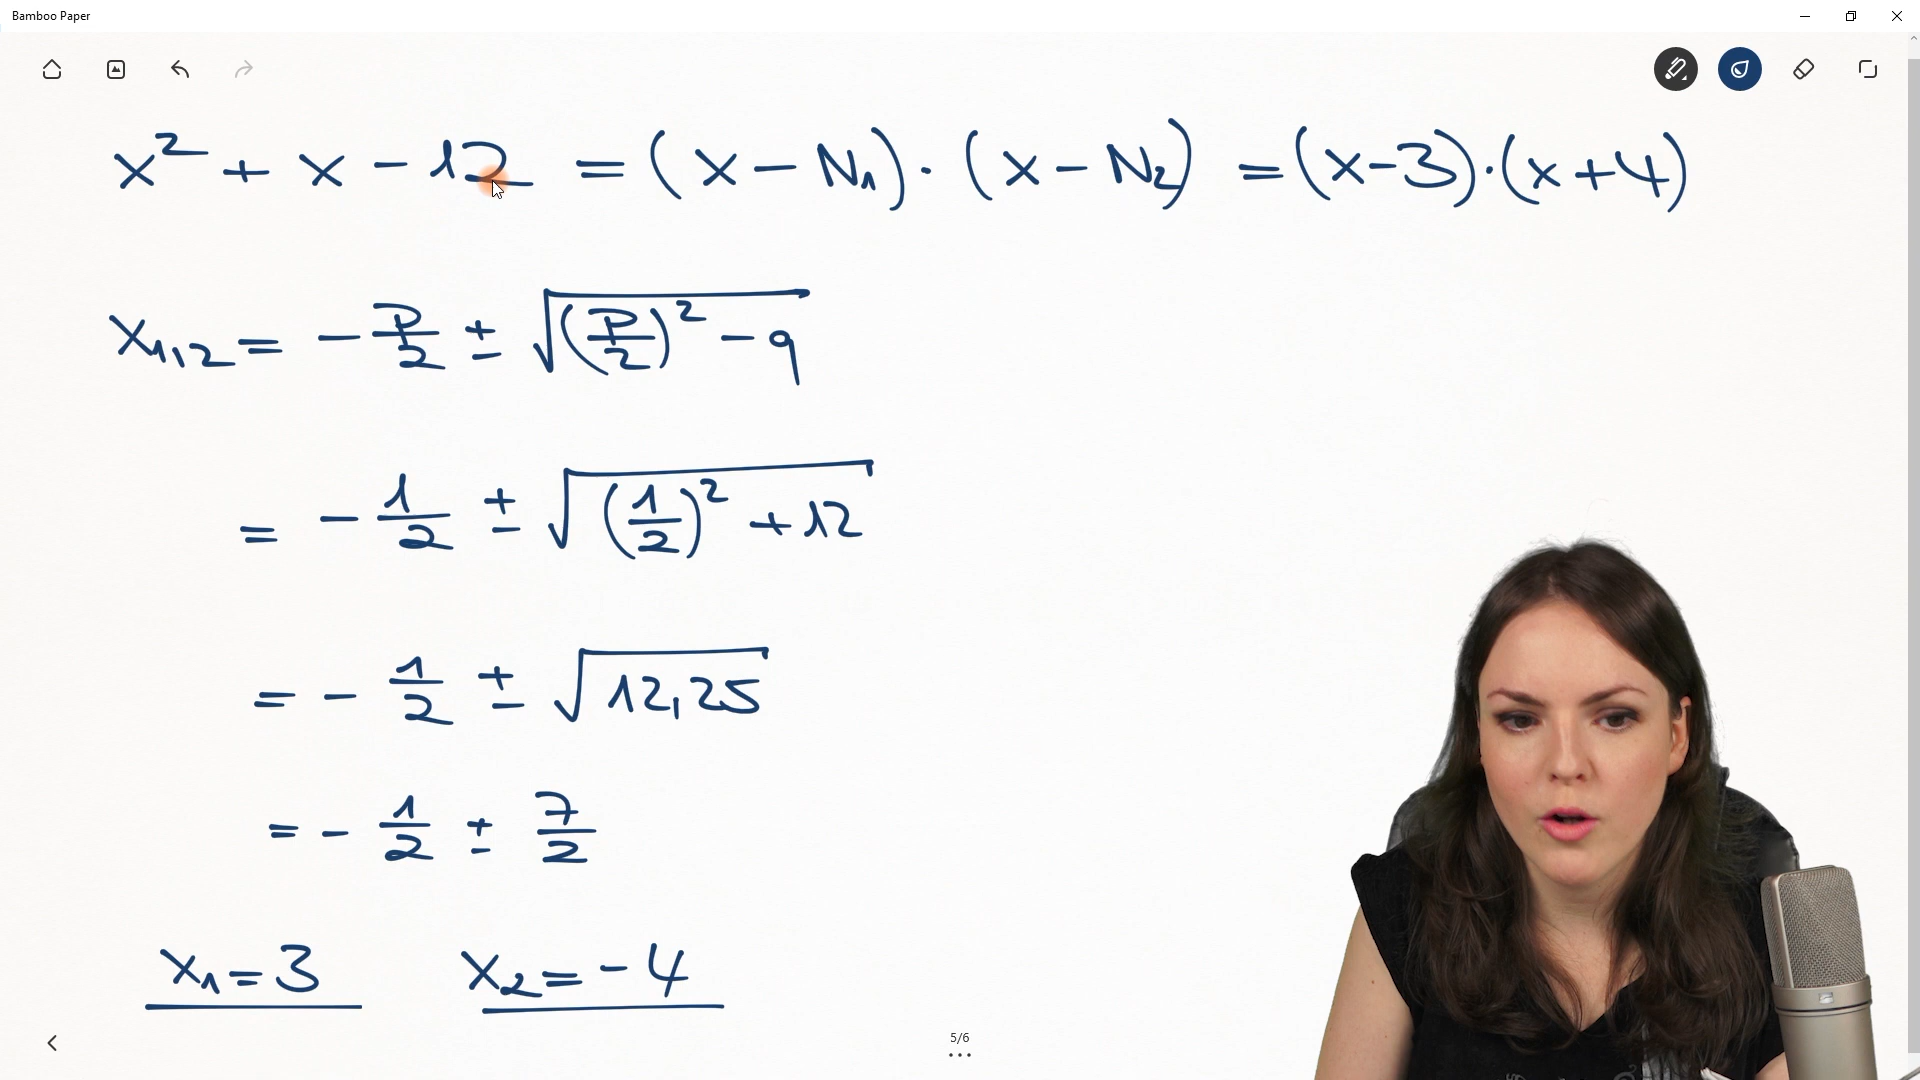 Bamboo Paper
x² + x - 12 = (x - N₁) · (x - N₂) = (x-3)·(x+4)
x₁,₂ = - p/2 ± √((p/2)² - q)
= - 1/2 ± √((1/2)² + 12)
= - 1/2 ± √12,25
= - 1/2 ± 7/2
x₁ = 3 x₂ = -4
5/6